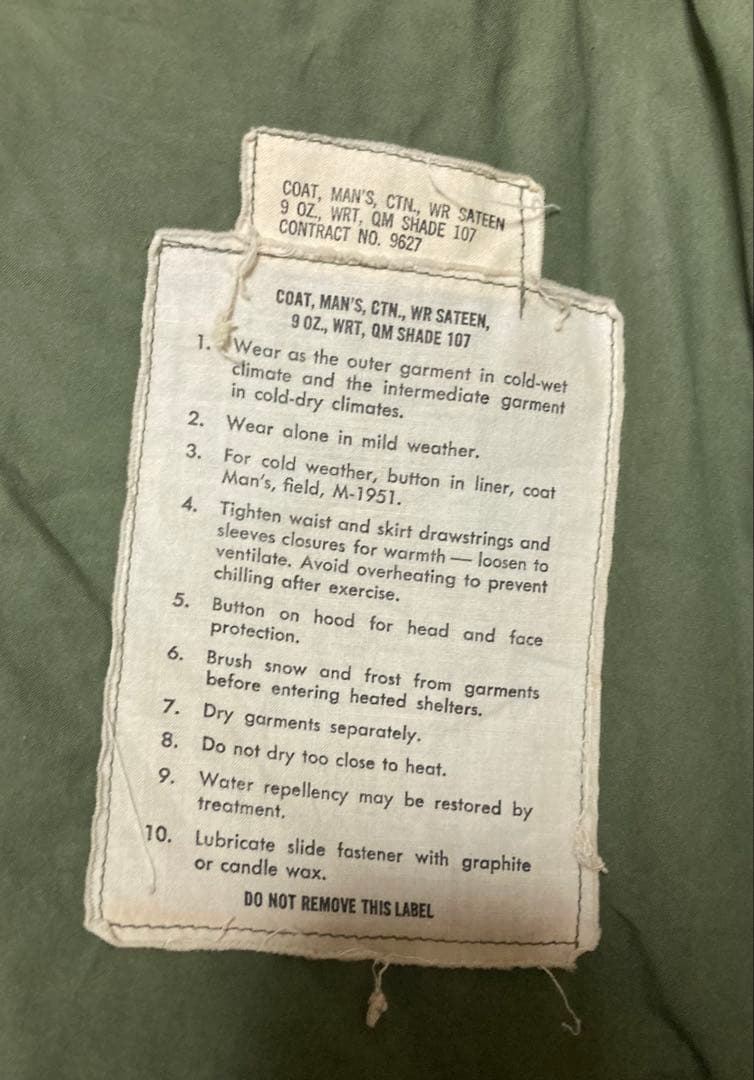 COAT, MAN'S, CTN., WR SATEEN
9 OZ., WRT, QM SHADE 107
CONTRACT NO. 9627
COAT, MAN'S, CTN., WR SATEEN,
9 OZ., WRT, QM SHADE 107
1. Wear as the outer garment in cold-wet
climate and the intermediate garment
in cold-dry climates.
2. Wear alone in mild weather.
3. For cold weather, button in liner, coat
Man's, field, M-1951.
4. Tighten waist and skirt drawstrings and
sleeves closures for warmth — loosen to
ventilate. Avoid overheating to prevent
chilling after exercise.
5. Button on hood for head and face
protection.
6. Brush snow and frost from garments
before entering heated shelters.
7. Dry garments separately.
8. Do not dry too close to heat.
9. Water repellency may be restored by
treatment.
10. Lubricate slide fastener with graphite
or candle wax.
DO NOT REMOVE THIS LABEL